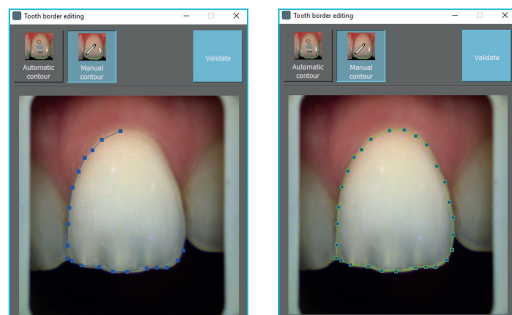 Tooth border editing
Automatic
contour
Manual
contour
Validate
Tooth border editing
Automatic
contour
Manual
contour
Validate